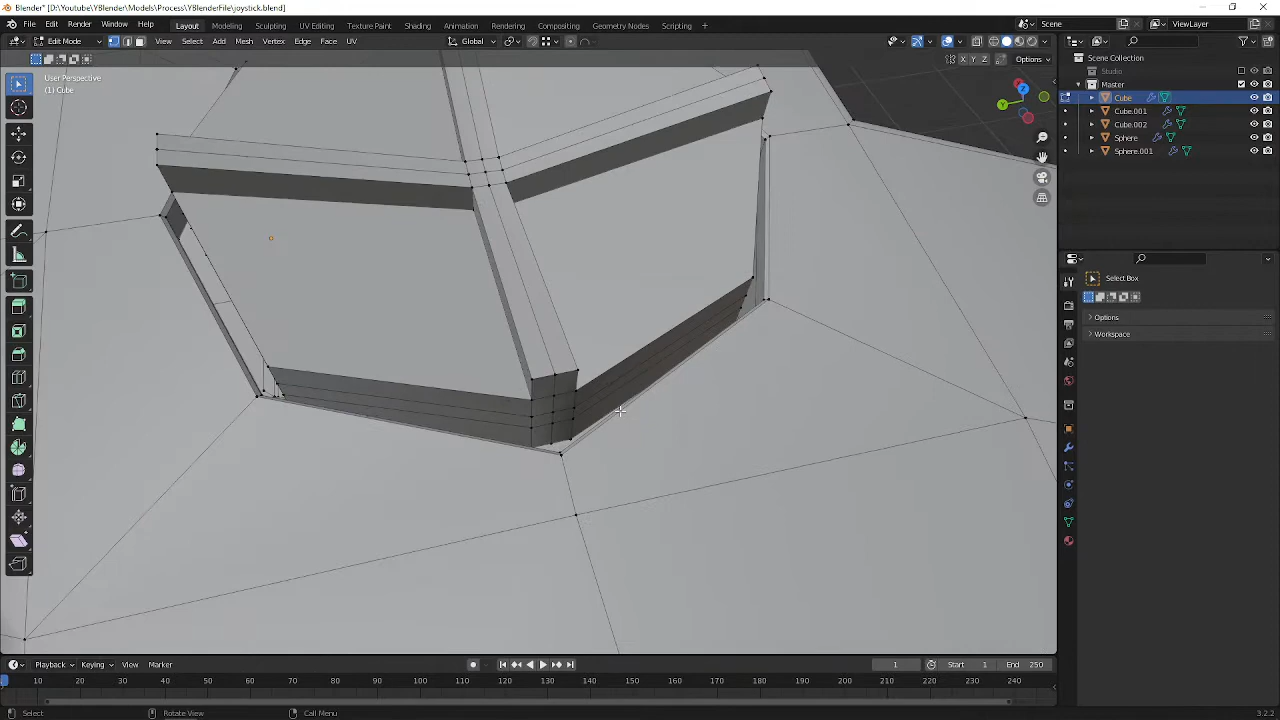 Blender* [D:\Youtube\YBlender\Models\Process\YBlenderFile\joystick.blend]
File Edit Render Window Help Layout Modeling Sculpting UV Editing Texture Paint Shading Animation Rendering Compositing Geometry Nodes Scripting Scene ViewLayer
Edit Mode View Select Add Mesh Vertex Edge Face UV Global
X Y Z Options
User Perspective
(1) Cube
Scene Collection
Studio
Master
Cube
Cube.001
Cube.002
Sphere
Sphere.001
Select Box
Options
Workspace
Playback Keying View Marker 1 Start 1 End 250
10 20 30 40 50 60 70 80 90 100 110 120 130 140 150 160 170 180 190 200 210 220 230 240
Select Rotate View Call Menu 3.2.2